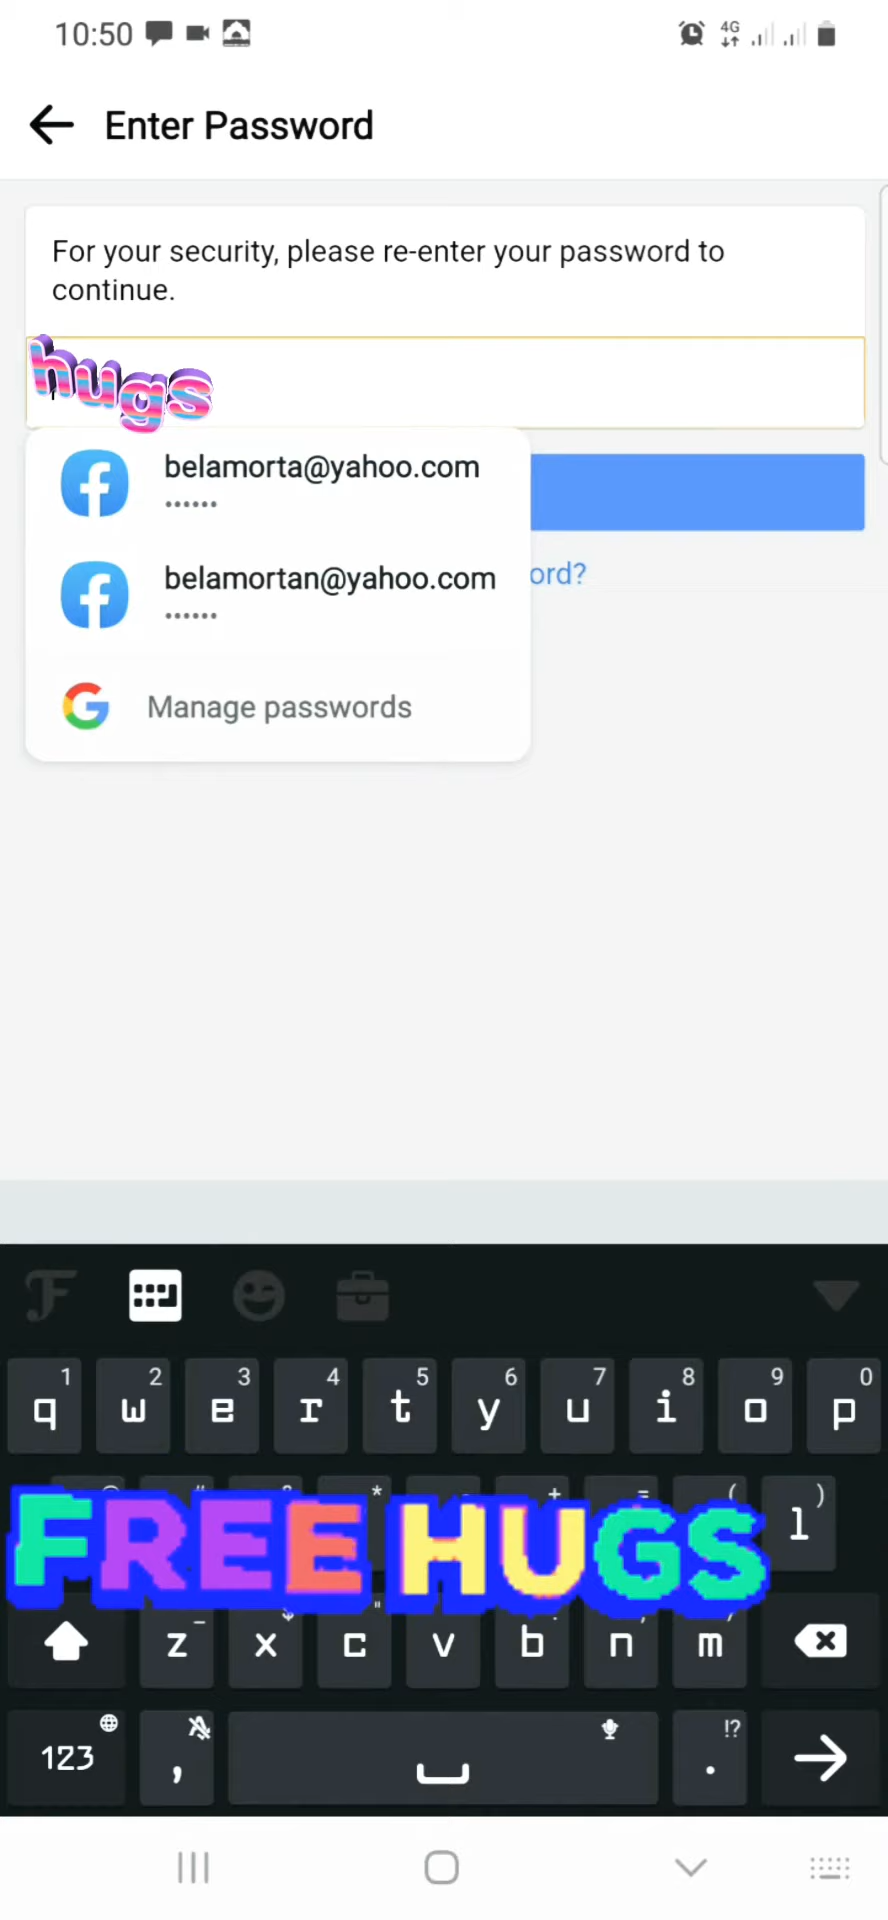 10:50 4G
Enter Password
For your security, please re-enter your password to
continue.
hugs
belamorta@yahoo.com
••••••
ord?
belamortan@yahoo.com
••••••
Manage passwords
1 2 3 4 5 6 7 8 9 0
q w e r t y u i o p
* + = ( )
l
FREE HUGS
z x c v b n m
!?
123 , .